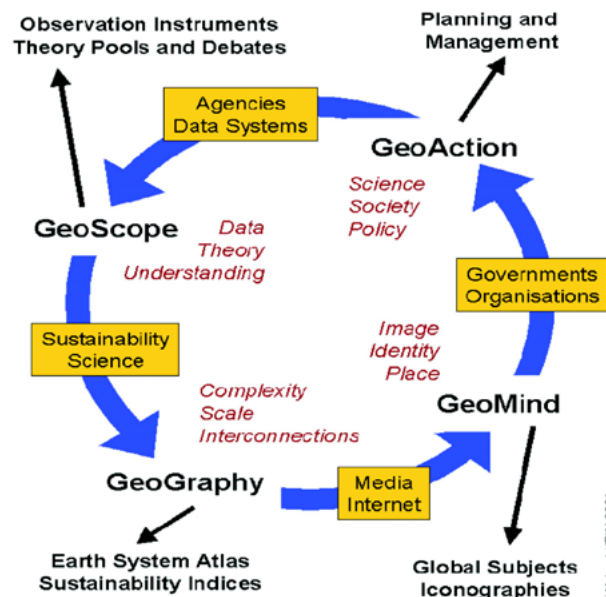 Observation Instruments
Theory Pools and Debates
Planning and
Management
Agencies
Data Systems
GeoAction
Science
Society
Policy
GeoScope
Data
Theory
Understanding
Governments
Organisations
Sustainability
Science
Image
Identity
Place
Complexity
Scale
Interconnections
GeoMind
GeoGraphy
Media
Internet
Earth System Atlas
Sustainability Indices
Global Subjects
Iconographies